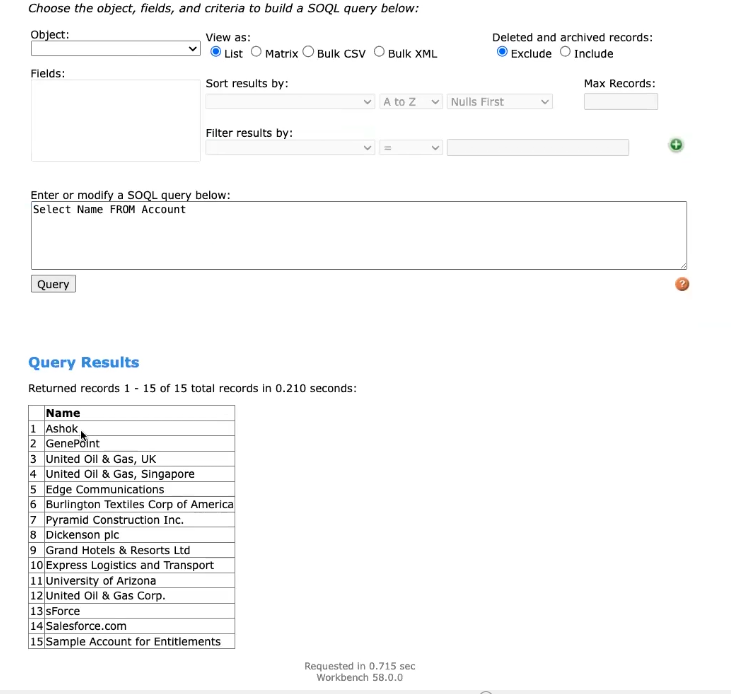 Choose the object, fields, and criteria to build a SOQL query below:
Object:
View as:
List Matrix Bulk CSV Bulk XML
Deleted and archived records:
Exclude Include
Fields:
Sort results by:
A to Z Nulls First
Max Records:
Filter results by:
=
Enter or modify a SOQL query below:
Select Name FROM Account
Query
?
Query Results
Returned records 1 - 15 of 15 total records in 0.210 seconds:
Name
1 Ashok
2 GenePoint
3 United Oil & Gas, UK
4 United Oil & Gas, Singapore
5 Edge Communications
6 Burlington Textiles Corp of America
7 Pyramid Construction Inc.
8 Dickenson plc
9 Grand Hotels & Resorts Ltd
10 Express Logistics and Transport
11 University of Arizona
12 United Oil & Gas Corp.
13 sForce
14 Salesforce.com
15 Sample Account for Entitlements
Requested in 0.715 sec
Workbench 58.0.0